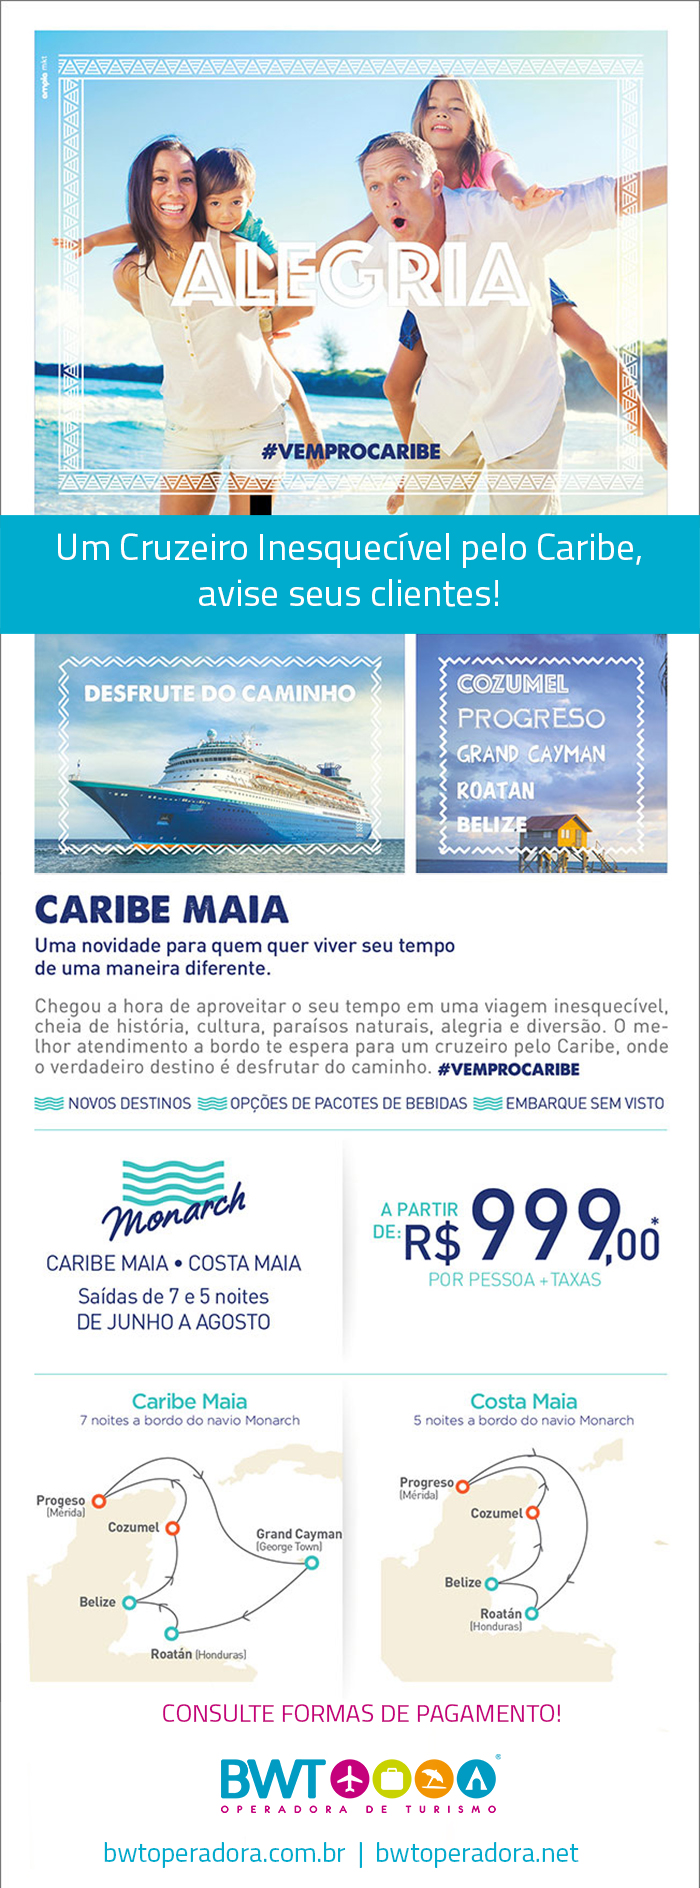 ampla mkt
ALEGRIA
#VEMPROCARIBE
Um Cruzeiro Inesquecível pelo Caribe,
avise seus clientes!
DESFRUTE DO CAMINHO
COZUMEL
PROGRESO
GRAND CAYMAN
ROATAN
BELIZE
CARIBE MAIA
Uma novidade para quem quer viver seu tempo
de uma maneira diferente.
Chegou a hora de aproveitar o seu tempo em uma viagem inesquecível,
cheia de história, cultura, paraísos naturais, alegria e diversão. O me-
lhor atendimento a bordo te espera para um cruzeiro pelo Caribe, onde
o verdadeiro destino é desfrutar do caminho. #VEMPROCARIBE
NOVOS DESTINOS OPÇÕES DE PACOTES DE BEBIDAS EMBARQUE SEM VISTO
Monarch
CARIBE MAIA • COSTA MAIA
Saídas de 7 e 5 noites
DE JUNHO A AGOSTO
A PARTIR
DE: R$ 999,00*
POR PESSOA + TAXAS
Caribe Maia
7 noites a bordo do navio Monarch
Progeso
(Mérida)
Cozumel
Grand Cayman
(George Town)
Belize
Roatán (Honduras)
Costa Maia
5 noites a bordo do navio Monarch
Progreso
(Mérida)
Cozumel
Belize
Roatán
(Honduras)
CONSULTE FORMAS DE PAGAMENTO!
BWT®
OPERADORA DE TURISMO
bwtoperadora.com.br | bwtoperadora.net